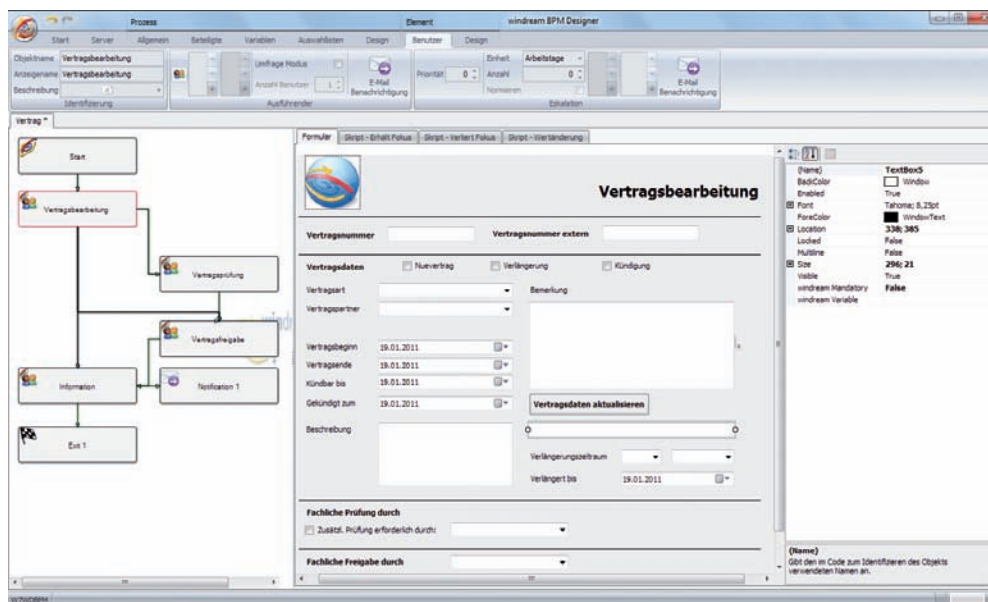 Prozess Element windream BPM Designer
Start Server Allgemein Beteiligte Variablen Auswahllisten Design Benutzer Design
Objektname Vertragsbearbeitung
Anzeigename Vertragsbearbeitung
Beschreibung
Identifizierung
Umfrage Modus
Anzahl Benutzer 1
E-Mail
Benachrichtigung
Ausführender
Priorität 0
Einheit Arbeitstage
Anzahl 0
Normieren
E-Mail
Benachrichtigung
Eskalation
Vertrag *
Start
Vertragsbearbeitung
Vertragsprüfung
Vertragsfreigabe
Information
Notification 1
Exit 1
Formular Skript - Erhält Fokus Skript - Verliert Fokus Skript - Wertänderung
Vertragsbearbeitung
Vertragsnummer Vertragsnummer extern
Vertragsdaten Nuevertrag Verlängerung Kündigung
Vertragsart Bemerkung
Vertragspartner
Vertragsbeginn 19.01.2011
Vertragsende 19.01.2011
Kündbar bis 19.01.2011
Gekündigt zum 19.01.2011 Vertragsdaten aktualisieren
Beschreibung
Verlängerungszeitraum
Verlängert bis 19.01.2011
Fachliche Prüfung durch
Zusätzl. Prüfung erforderlich durch:
Fachliche Freigabe durch
(Name) TextBox5
BackColor Window
Enabled True
Font Tahoma; 8,25pt
ForeColor WindowText
Location 338; 385
Locked False
Multiline False
Size 296; 21
Visible True
windream Mandatory False
windream Variable
(Name)
Gibt den im Code zum Identifizieren des Objekts
verwendeten Namen an.